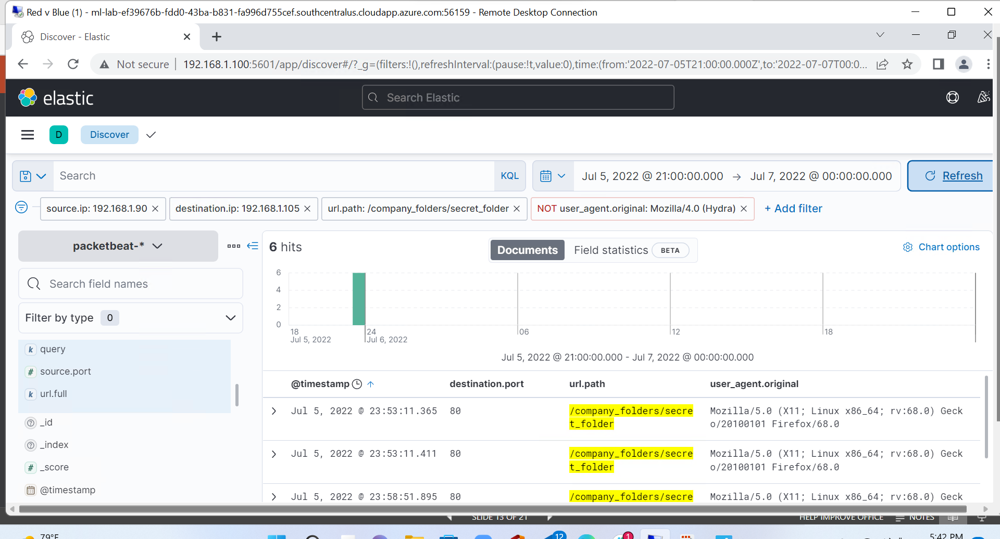 Red v Blue (1) - ml-lab-ef39676b-fdd0-43ba-b831-fa996d755cef.southcentralus.cloudapp.azure.com:56159 - Remote Desktop Connection
Discover - Elastic
Not secure 192.168.1.100:5601/app/discover#/?_g=(filters:!(),refreshInterval:(pause:!t,value:0),time:(from:'2022-07-05T21:00:00.000Z',to:'2022-07-07T00:0...
elastic
Search Elastic
D
Discover
Search
KQL
Jul 5, 2022 @ 21:00:00.000 → Jul 7, 2022 @ 00:00:00.000
Refresh
source.ip: 192.168.1.90 ×
destination.ip: 192.168.1.105 ×
url.path: /company_folders/secret_folder ×
NOT user_agent.original: Mozilla/4.0 (Hydra) ×
+ Add filter
packetbeat-*
6 hits
Documents
Field statistics BETA
Chart options
Search field names
Filter by type 0
query
source.port
url.full
_id
_index
_score
@timestamp
6
4
2
0
18
Jul 5, 2022
24
Jul 6, 2022
06
12
18
Jul 5, 2022 @ 21:00:00.000 - Jul 7, 2022 @ 00:00:00.000
@timestamp destination.port url.path user_agent.original
Jul 5, 2022 @ 23:53:11.365 80 /company_folders/secre Mozilla/5.0 (X11; Linux x86_64; rv:68.0) Geck
t_folder o/20100101 Firefox/68.0
Jul 5, 2022 @ 23:53:11.411 80 /company_folders/secre Mozilla/5.0 (X11; Linux x86_64; rv:68.0) Geck
t_folder o/20100101 Firefox/68.0
Jul 5, 2022 @ 23:58:51.895 80 /company_folders/secre Mozilla/5.0 (X11; Linux x86_64; rv:68.0) Geck
SLIDE 13 OF 21
HELP IMPROVE OFFICE
NOTES
79°F
12
1
5:42 PM